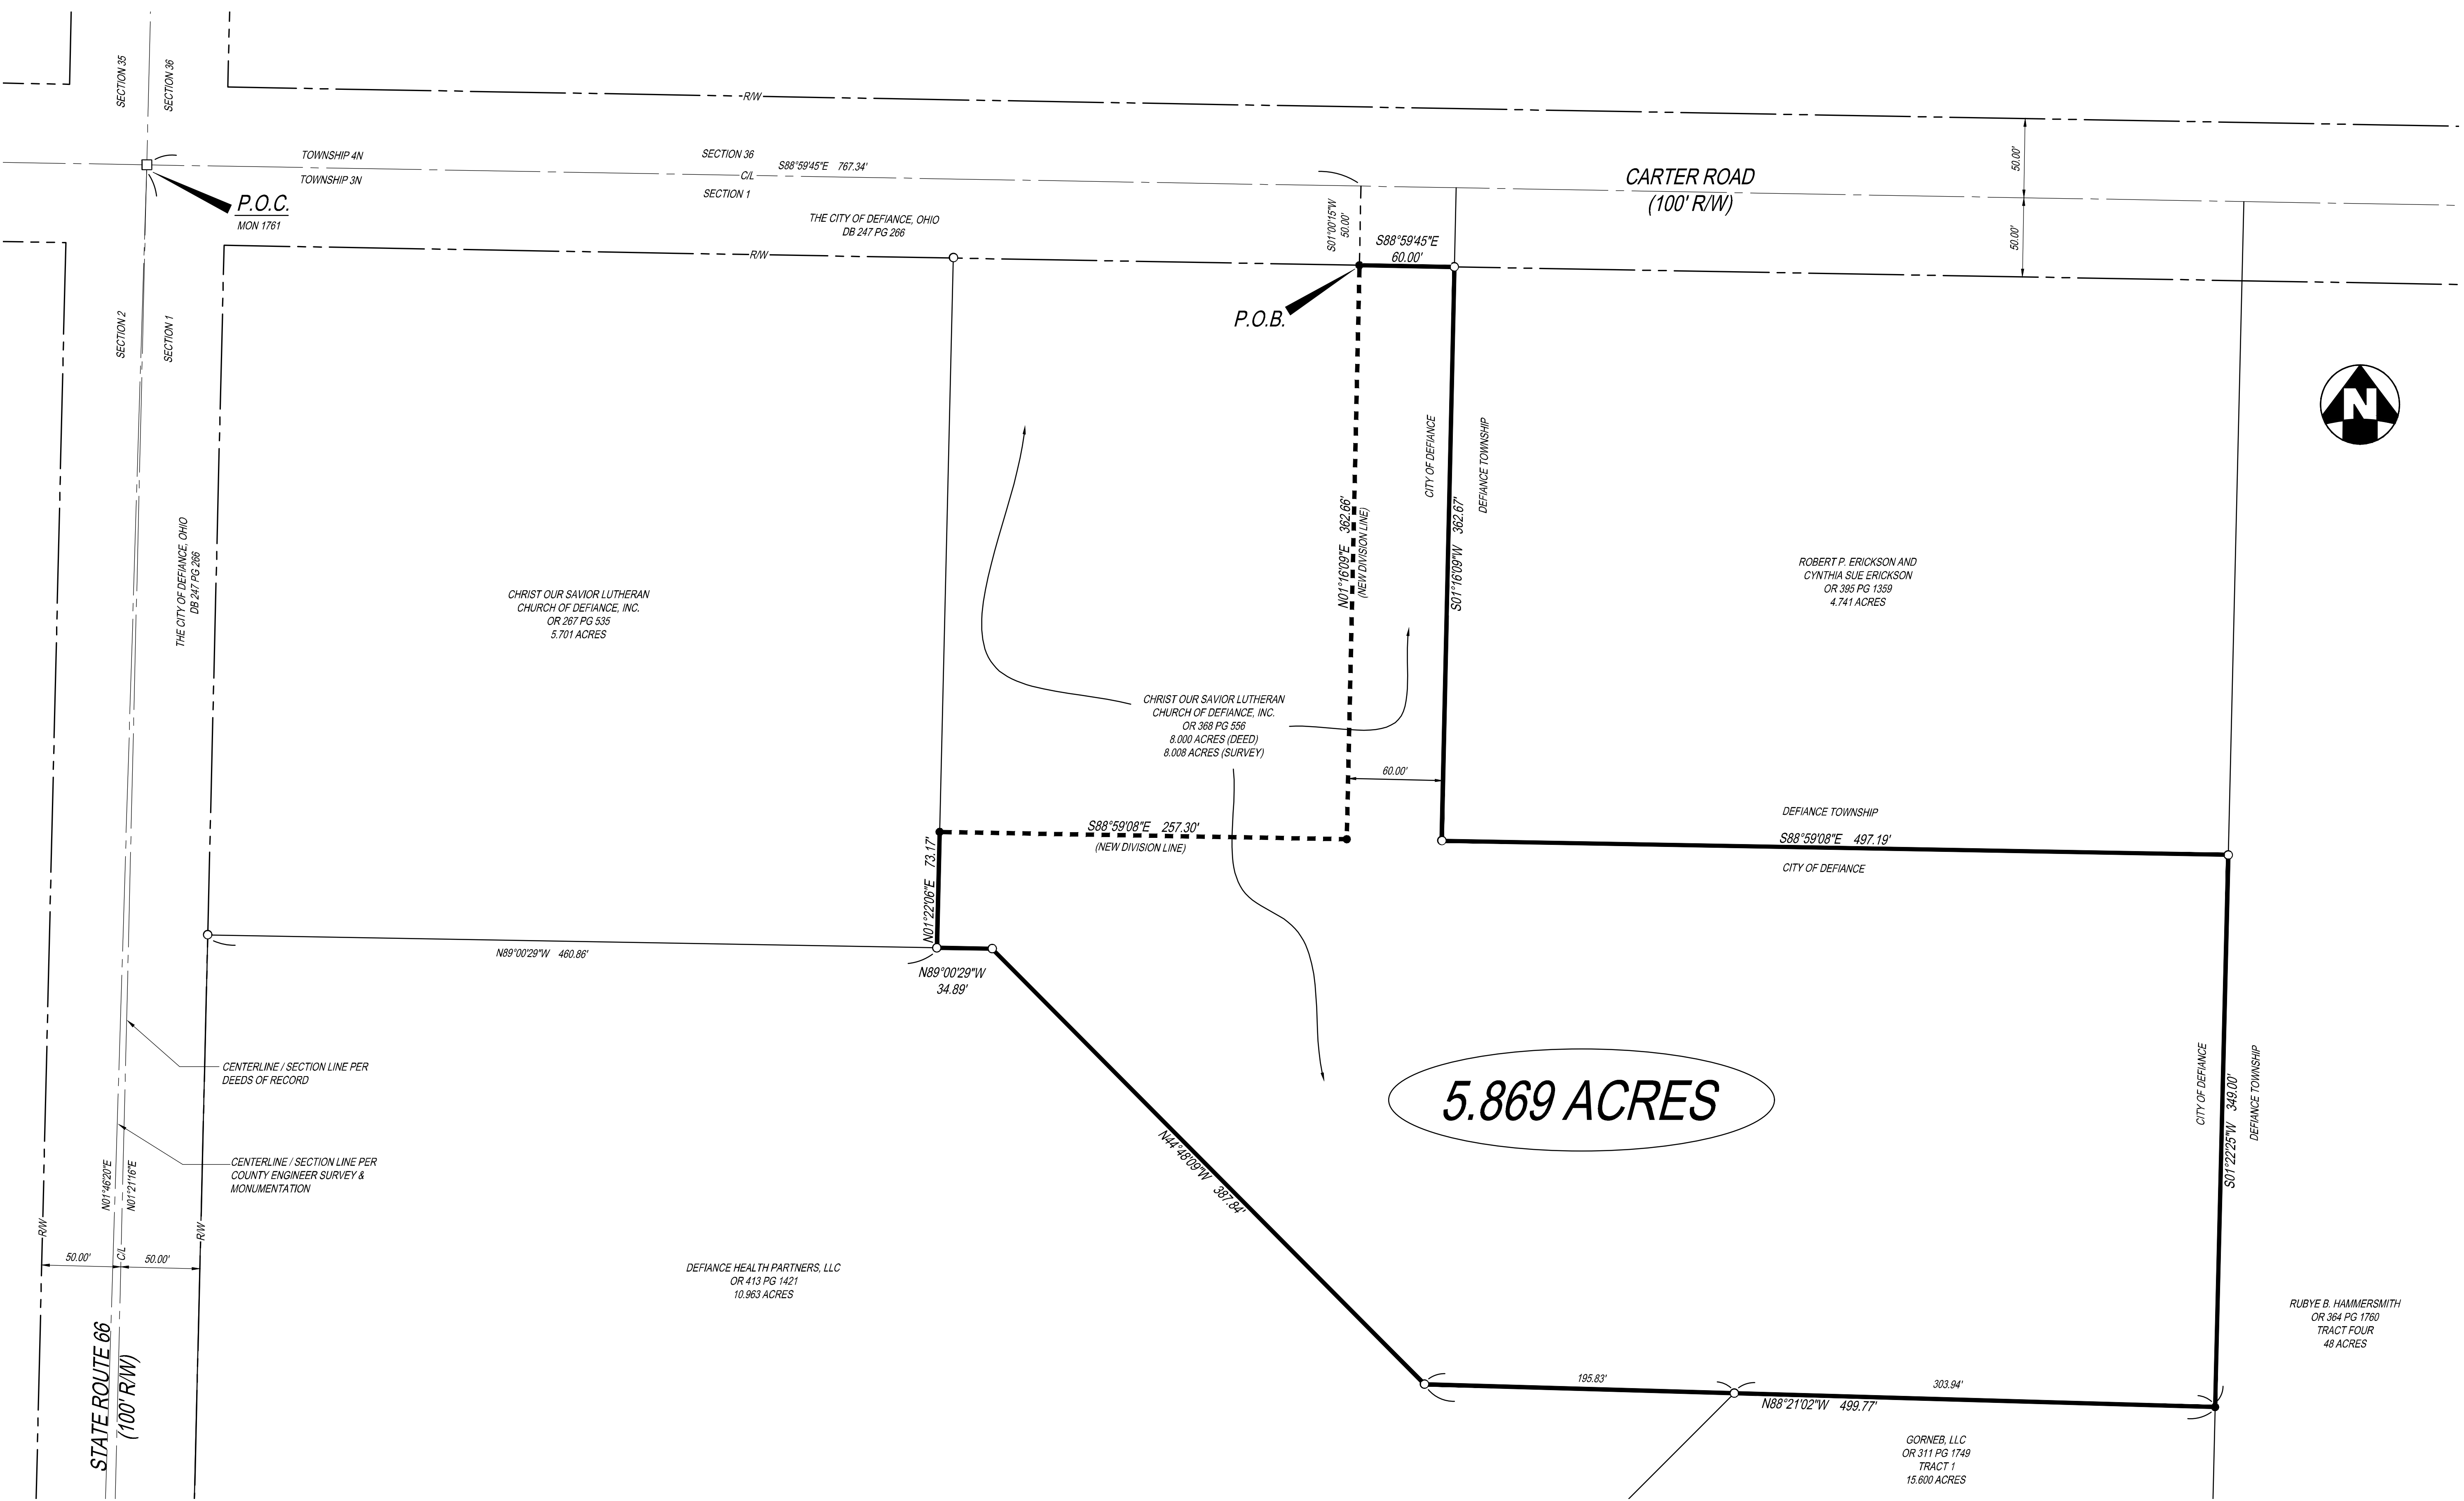 SECTION 35
SECTION 36
R/W
TOWNSHIP 4N
TOWNSHIP 3N
SECTION 36
S88°59'45"E 767.34'
C/L
SECTION 1
P.O.C.
MON 1761
THE CITY OF DEFIANCE, OHIO
DB 247 PG 266
R/W
S01°00'15"W
50.00'
S88°59'45"E
60.00'
CARTER ROAD
(100' R/W)
50.00'
50.00'
P.O.B.
SECTION 2
SECTION 1
N
THE CITY OF DEFIANCE, OHIO
DB 247 PG 266
CHRIST OUR SAVIOR LUTHERAN
CHURCH OF DEFIANCE, INC.
OR 267 PG 535
5.701 ACRES
N01°16'09"E 362.66'
(NEW DIVISION LINE)
CITY OF DEFIANCE
S01°16'09"W 362.67'
DEFIANCE TOWNSHIP
ROBERT P. ERICKSON AND
CYNTHIA SUE ERICKSON
OR 395 PG 1359
4.741 ACRES
CHRIST OUR SAVIOR LUTHERAN
CHURCH OF DEFIANCE, INC.
OR 368 PG 556
8.000 ACRES (DEED)
8.008 ACRES (SURVEY)
60.00'
S88°59'08"E 257.30'
(NEW DIVISION LINE)
DEFIANCE TOWNSHIP
S88°59'08"E 497.19'
CITY OF DEFIANCE
N01°22'06"E 73.17'
N89°00'29"W 460.86'
N89°00'29"W
34.89'
CENTERLINE / SECTION LINE PER
DEEDS OF RECORD
CENTERLINE / SECTION LINE PER
COUNTY ENGINEER SURVEY &
MONUMENTATION
N01°46'20"E
N01°21'16"E
R/W
C/L
R/W
50.00'
50.00'
STATE ROUTE 66
(100' R/W)
5.869 ACRES
N44°48'09"W 387.84'
CITY OF DEFIANCE
S01°22'25"W 349.00'
DEFIANCE TOWNSHIP
DEFIANCE HEALTH PARTNERS, LLC
OR 413 PG 1421
10.963 ACRES
RUBYE B. HAMMERSMITH
OR 364 PG 1760
TRACT FOUR
48 ACRES
195.83'
303.94'
N88°21'02"W 499.77'
GORNEB, LLC
OR 311 PG 1749
TRACT 1
15.600 ACRES